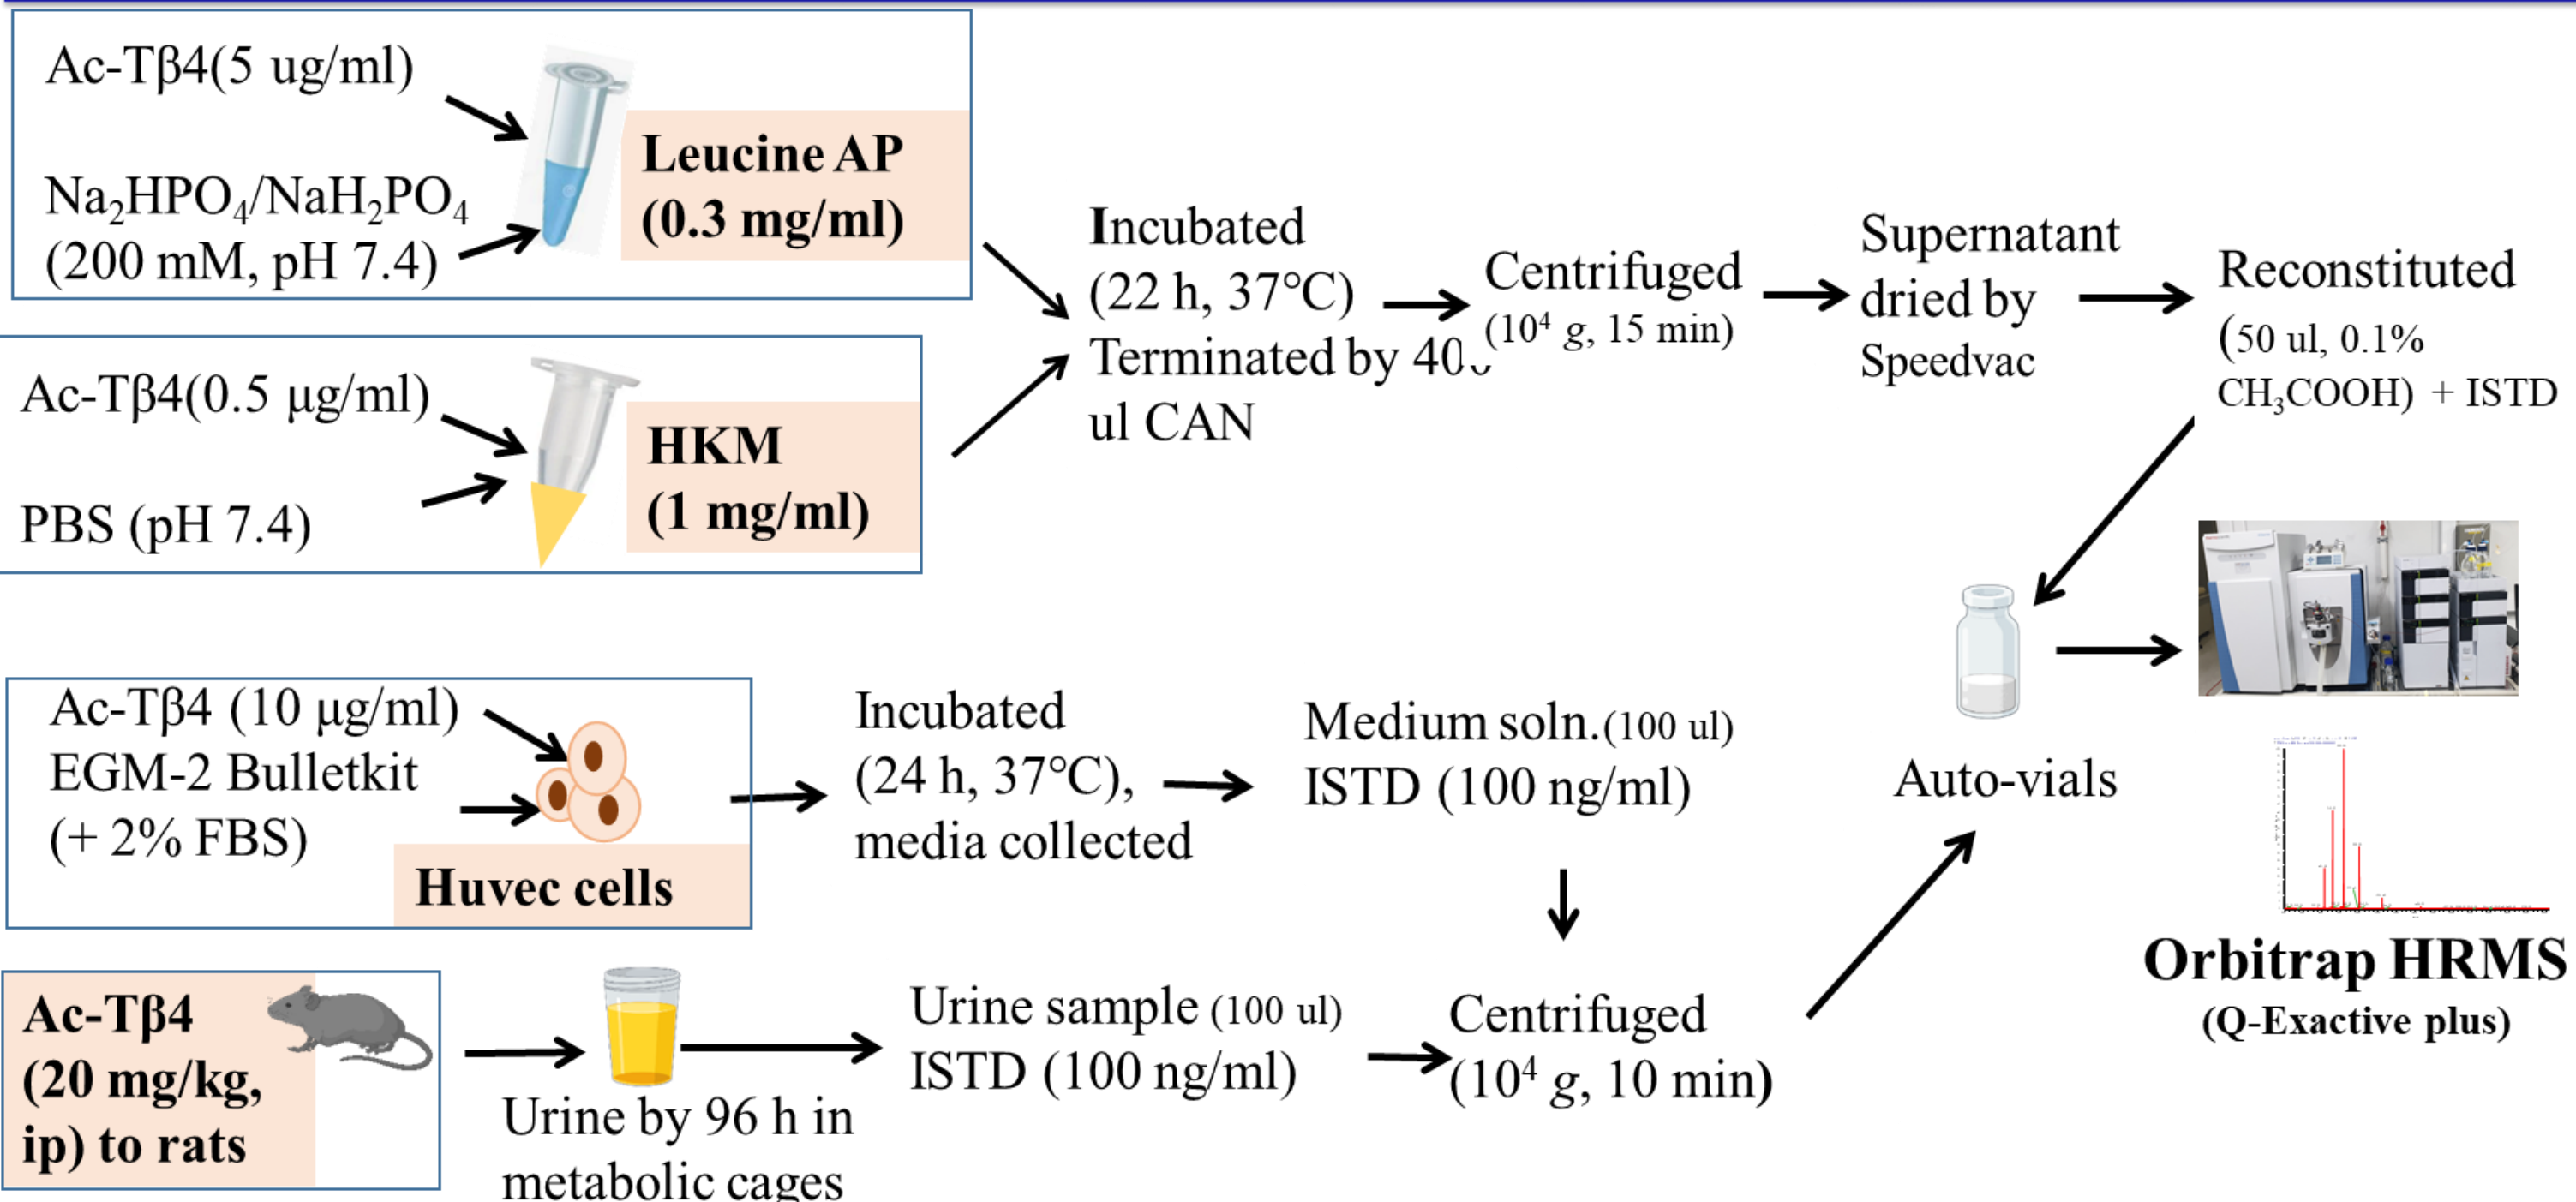 Ac-Tβ4(5 ug/ml)
Na₂HPO₄/NaH₂PO₄
(200 mM, pH 7.4)
Leucine AP
(0.3 mg/ml)
Ac-Tβ4(0.5 μg/ml)
PBS (pH 7.4)
HKM
(1 mg/ml)
Incubated
(22 h, 37°C)
Terminated by
ul CAN
Centrifuged
(10⁴ g, 15 min)
Supernatant
dried by
Speedvac
Reconstituted
(50 ul, 0.1%
CH₃COOH) + ISTD
Ac-Tβ4 (10 μg/ml)
EGM-2 Bulletkit
(+ 2% FBS)
Huvec cells
Incubated
(24 h, 37°C),
media collected
Medium soln.(100 ul)
ISTD (100 ng/ml)
Auto-vials
Ac-Tβ4
(20 mg/kg,
ip) to rats
Urine by 96 h in
metabolic cages
Urine sample (100 ul)
ISTD (100 ng/ml)
Centrifuged
(10⁴ g, 10 min)
Orbitrap HRMS
(Q-Exactive plus)